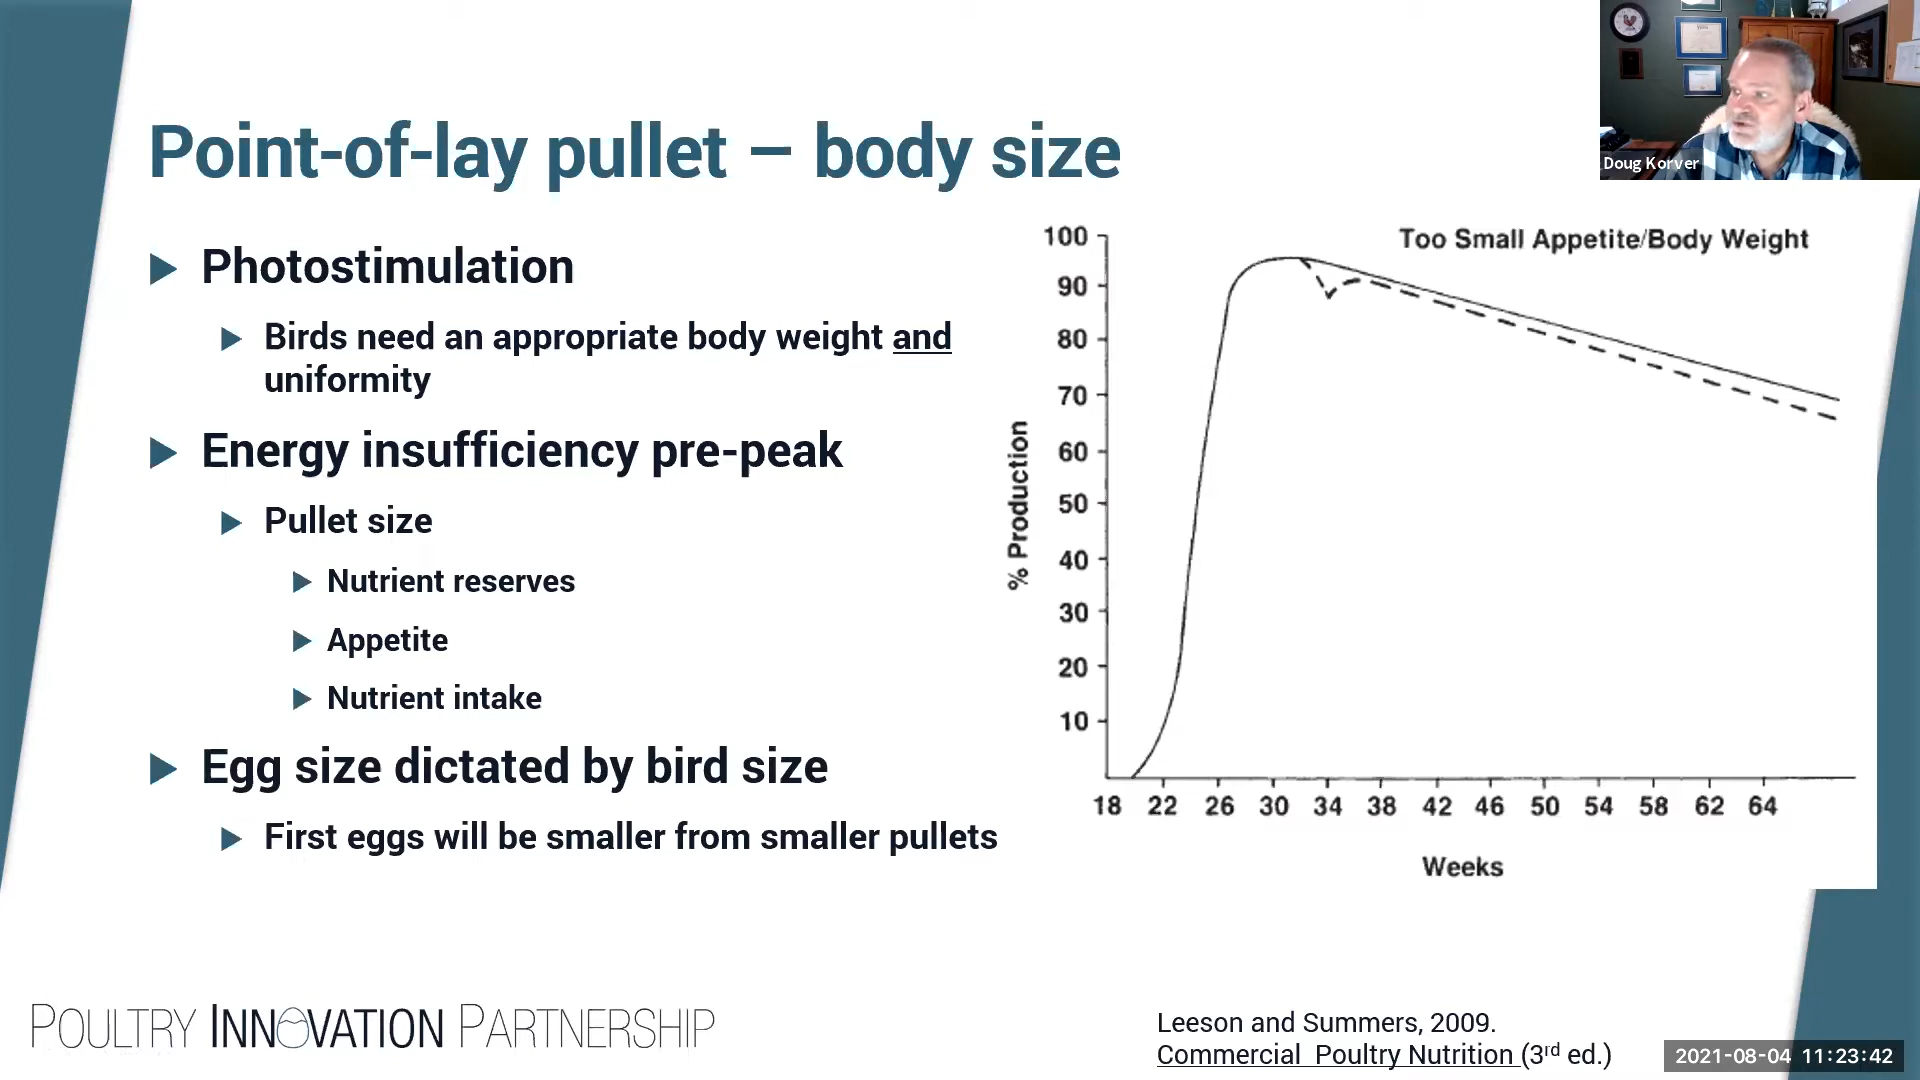 Doug Korver
Point-of-lay pullet – body size
Photostimulation
Birds need an appropriate body weight and
uniformity
Energy insufficiency pre-peak
Pullet size
Nutrient reserves
Appetite
Nutrient intake
Egg size dictated by bird size
First eggs will be smaller from smaller pullets
Too Small Appetite/Body Weight
% Production
100
90
80
70
60
50
40
30
20
10
18 22 26 30 34 38 42 46 50 54 58 62 64
Weeks
POULTRY INNOVATION PARTNERSHIP
Leeson and Summers, 2009.
Commercial Poultry Nutrition (3rd ed.)
2021-08-04 11:23:42